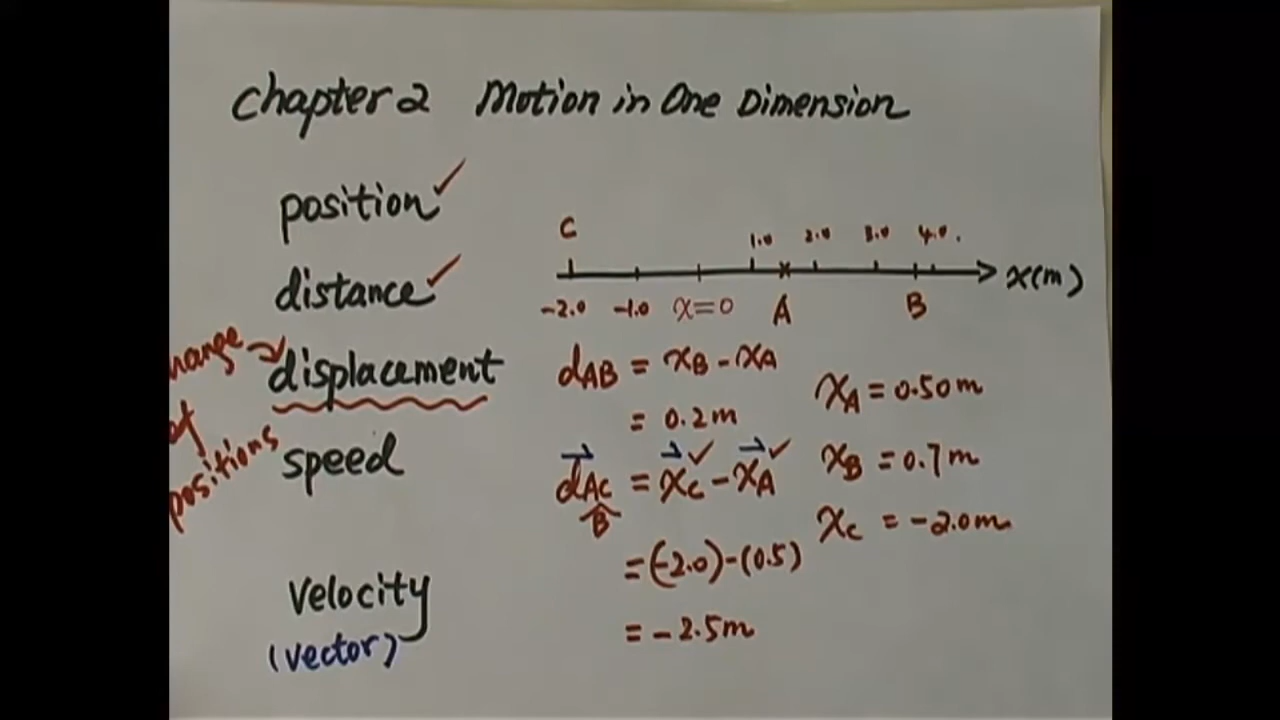 Chapter 2 Motion in One Dimension
position ✓
distance ✓
hange
of
positions
displacement
speed
Velocity
(vector)
C
1.0 2.0 3.0 4.0
-2.0 -1.0 x=0 A B x(m)
dAB = xB - xA
= 0.2m
dAC = xC ✓ - xA ✓
B
= (-2.0)-(0.5)
= -2.5m
xA = 0.50m
xB = 0.7m
xC = -2.0m